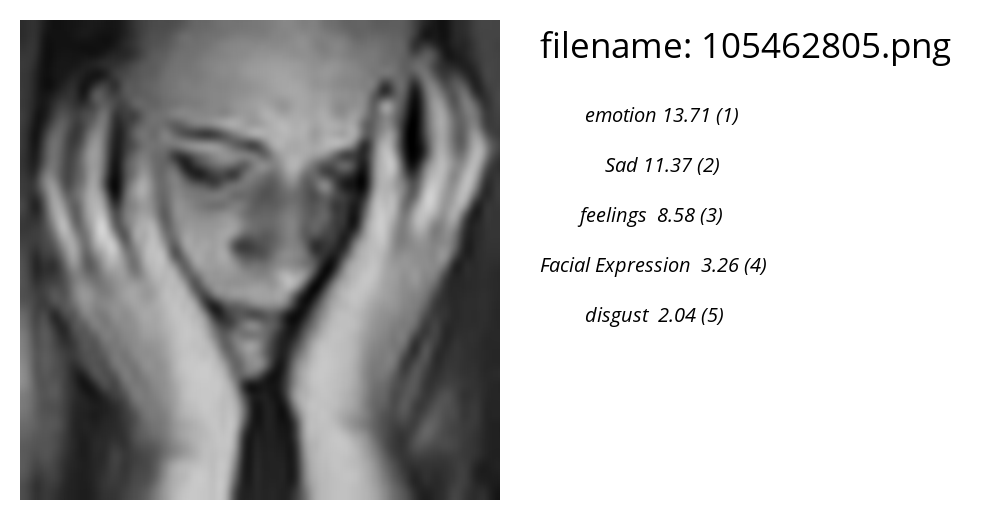 filename: 105462805.png
emotion 13.71 (1)
Sad 11.37 (2)
feelings  8.58 (3)
Facial Expression  3.26 (4)
disgust  2.04 (5)